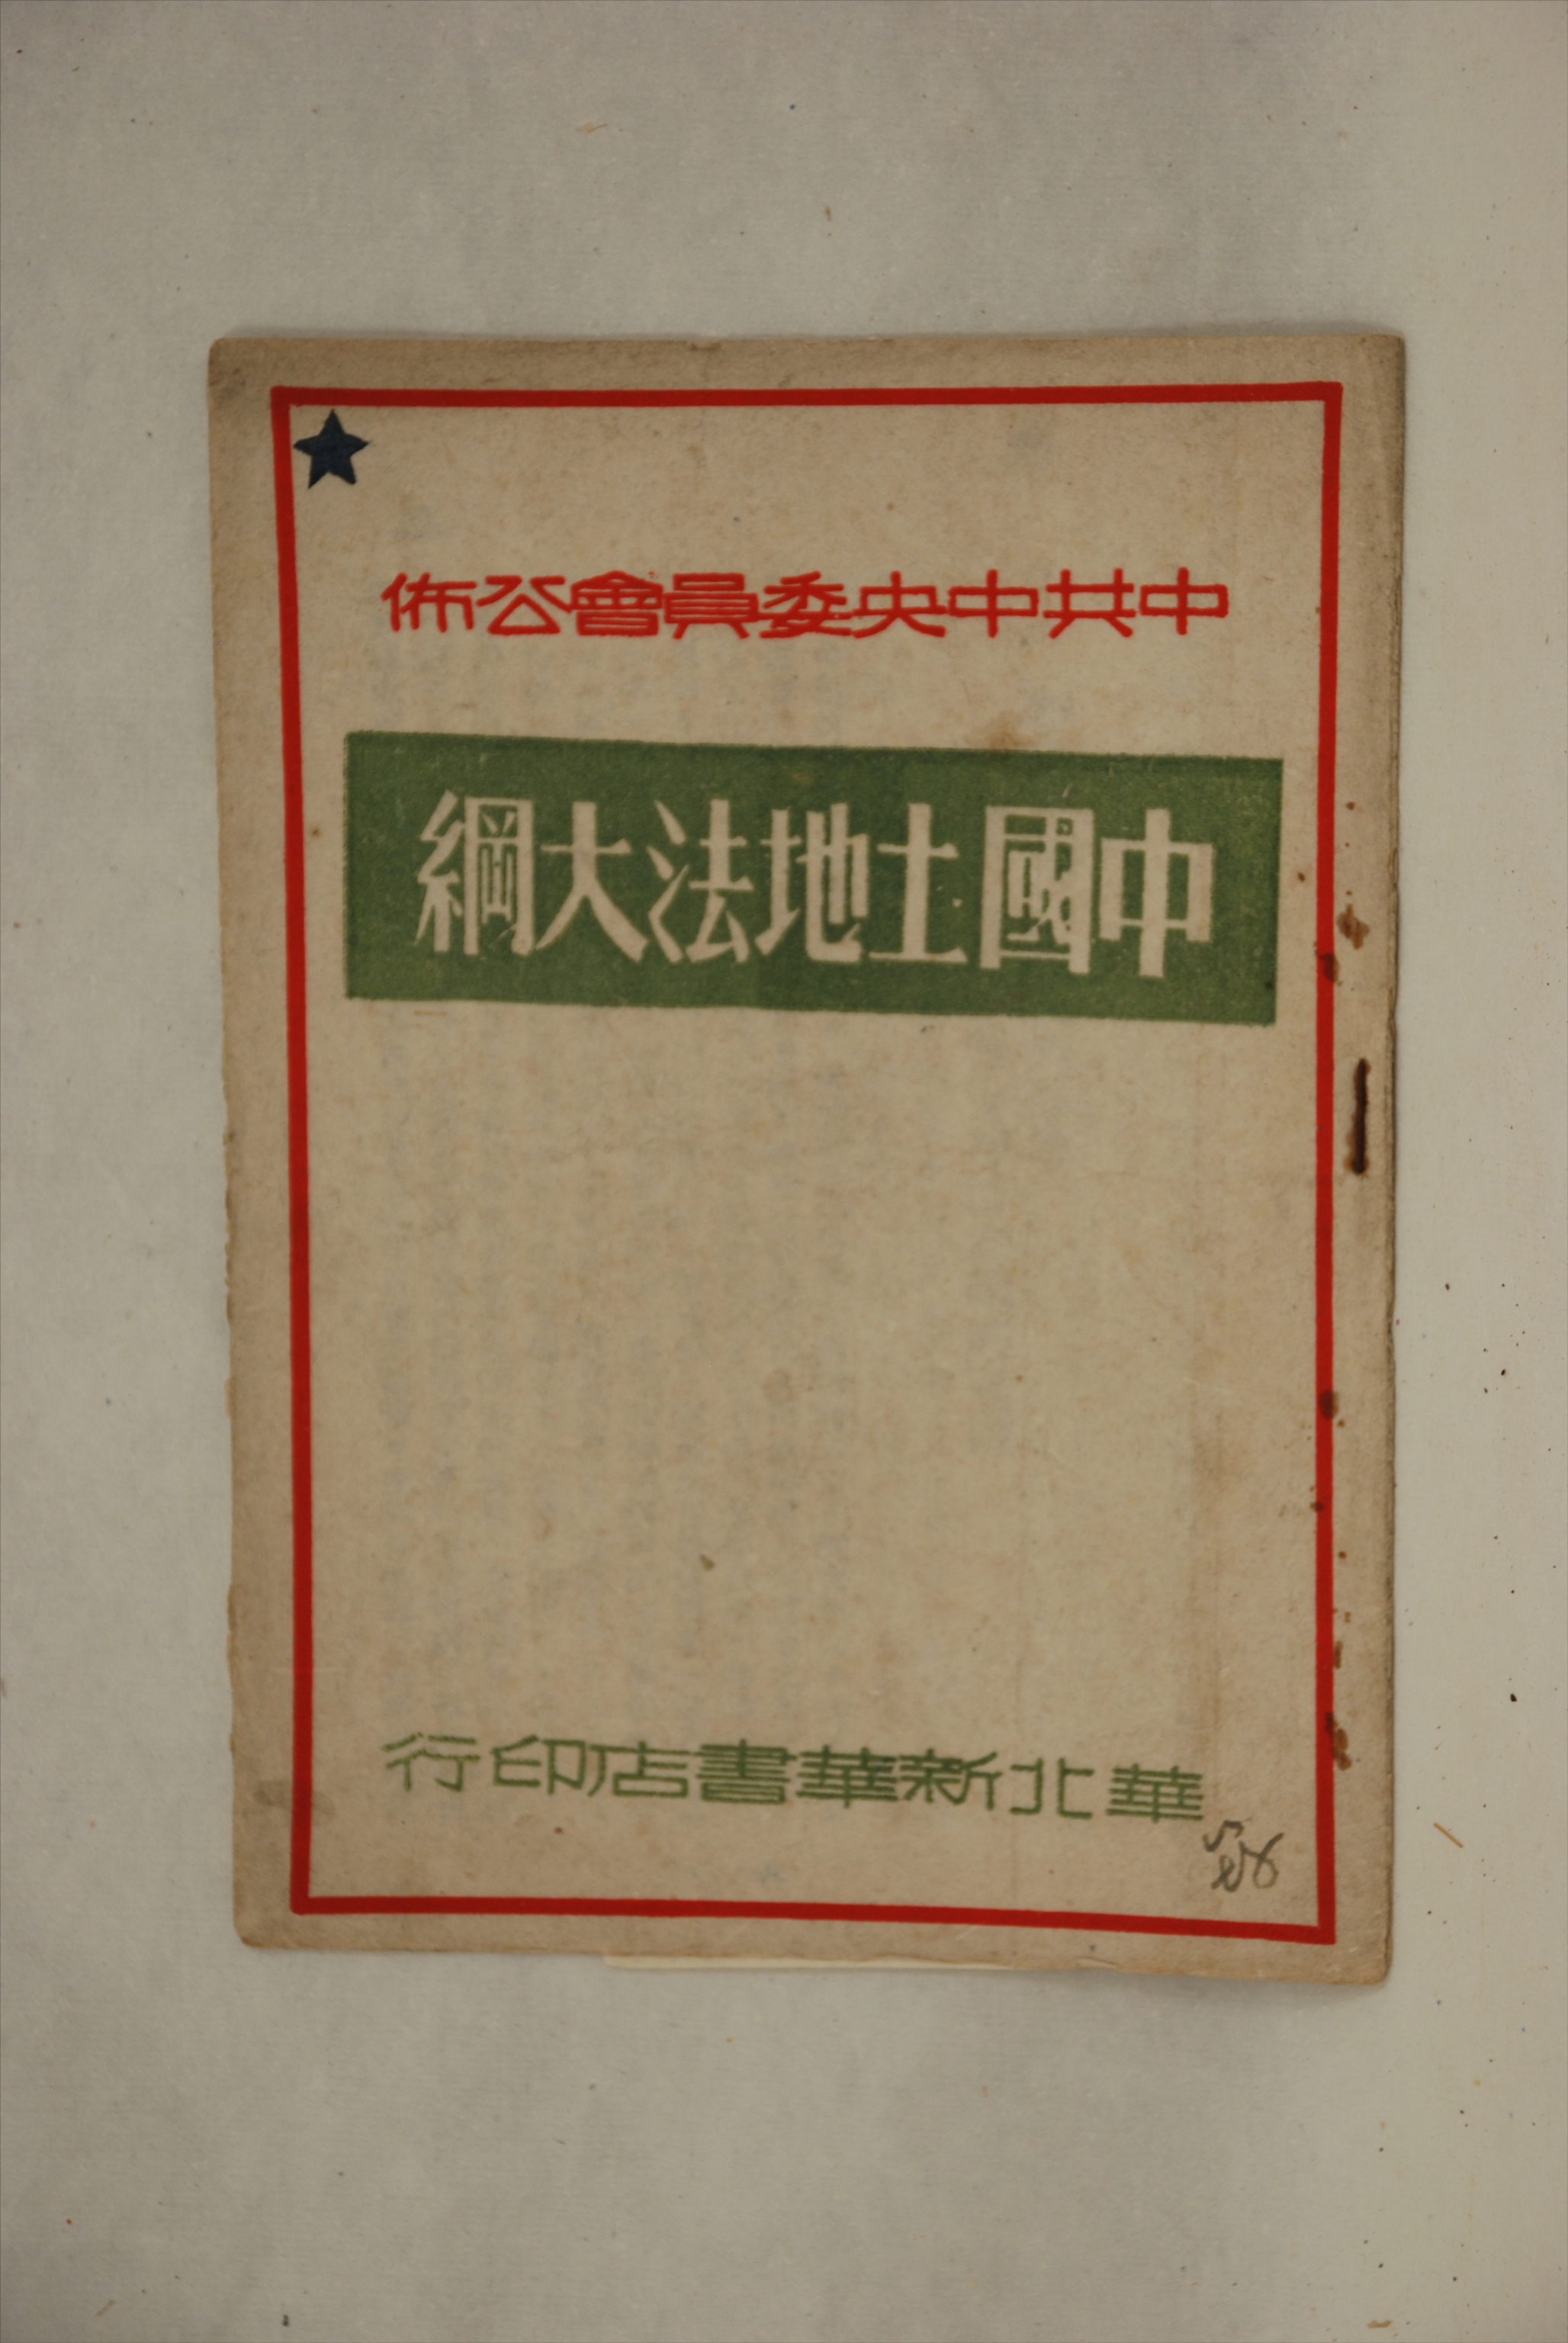 中共中央委員會公佈
中國土地法大綱
華北新華書店印行